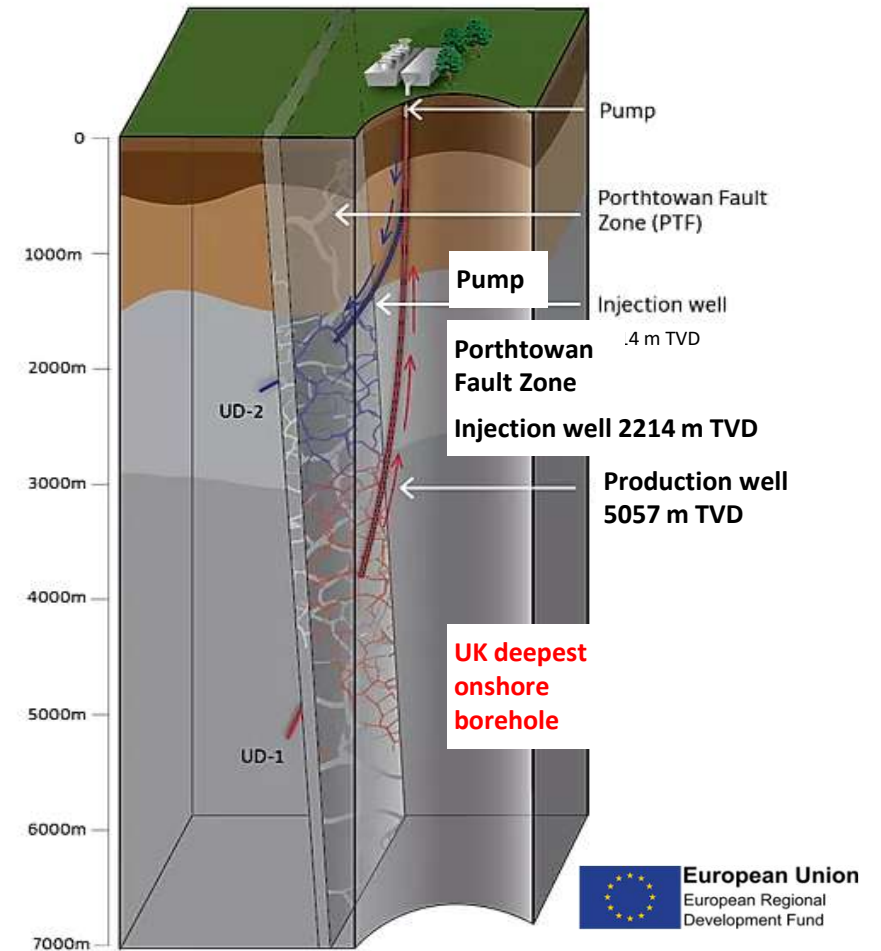 0
1000m
2000m
3000m
4000m
5000m
6000m
7000m
UD-2
UD-1
Pump
Porthtowan Fault
Zone (PTF)
Injection well
.4 m TVD
Pump
Porthtowan
Fault Zone
Injection well 2214 m TVD
Production well
5057 m TVD
UK deepest
onshore
borehole
European Union
European Regional
Development Fund